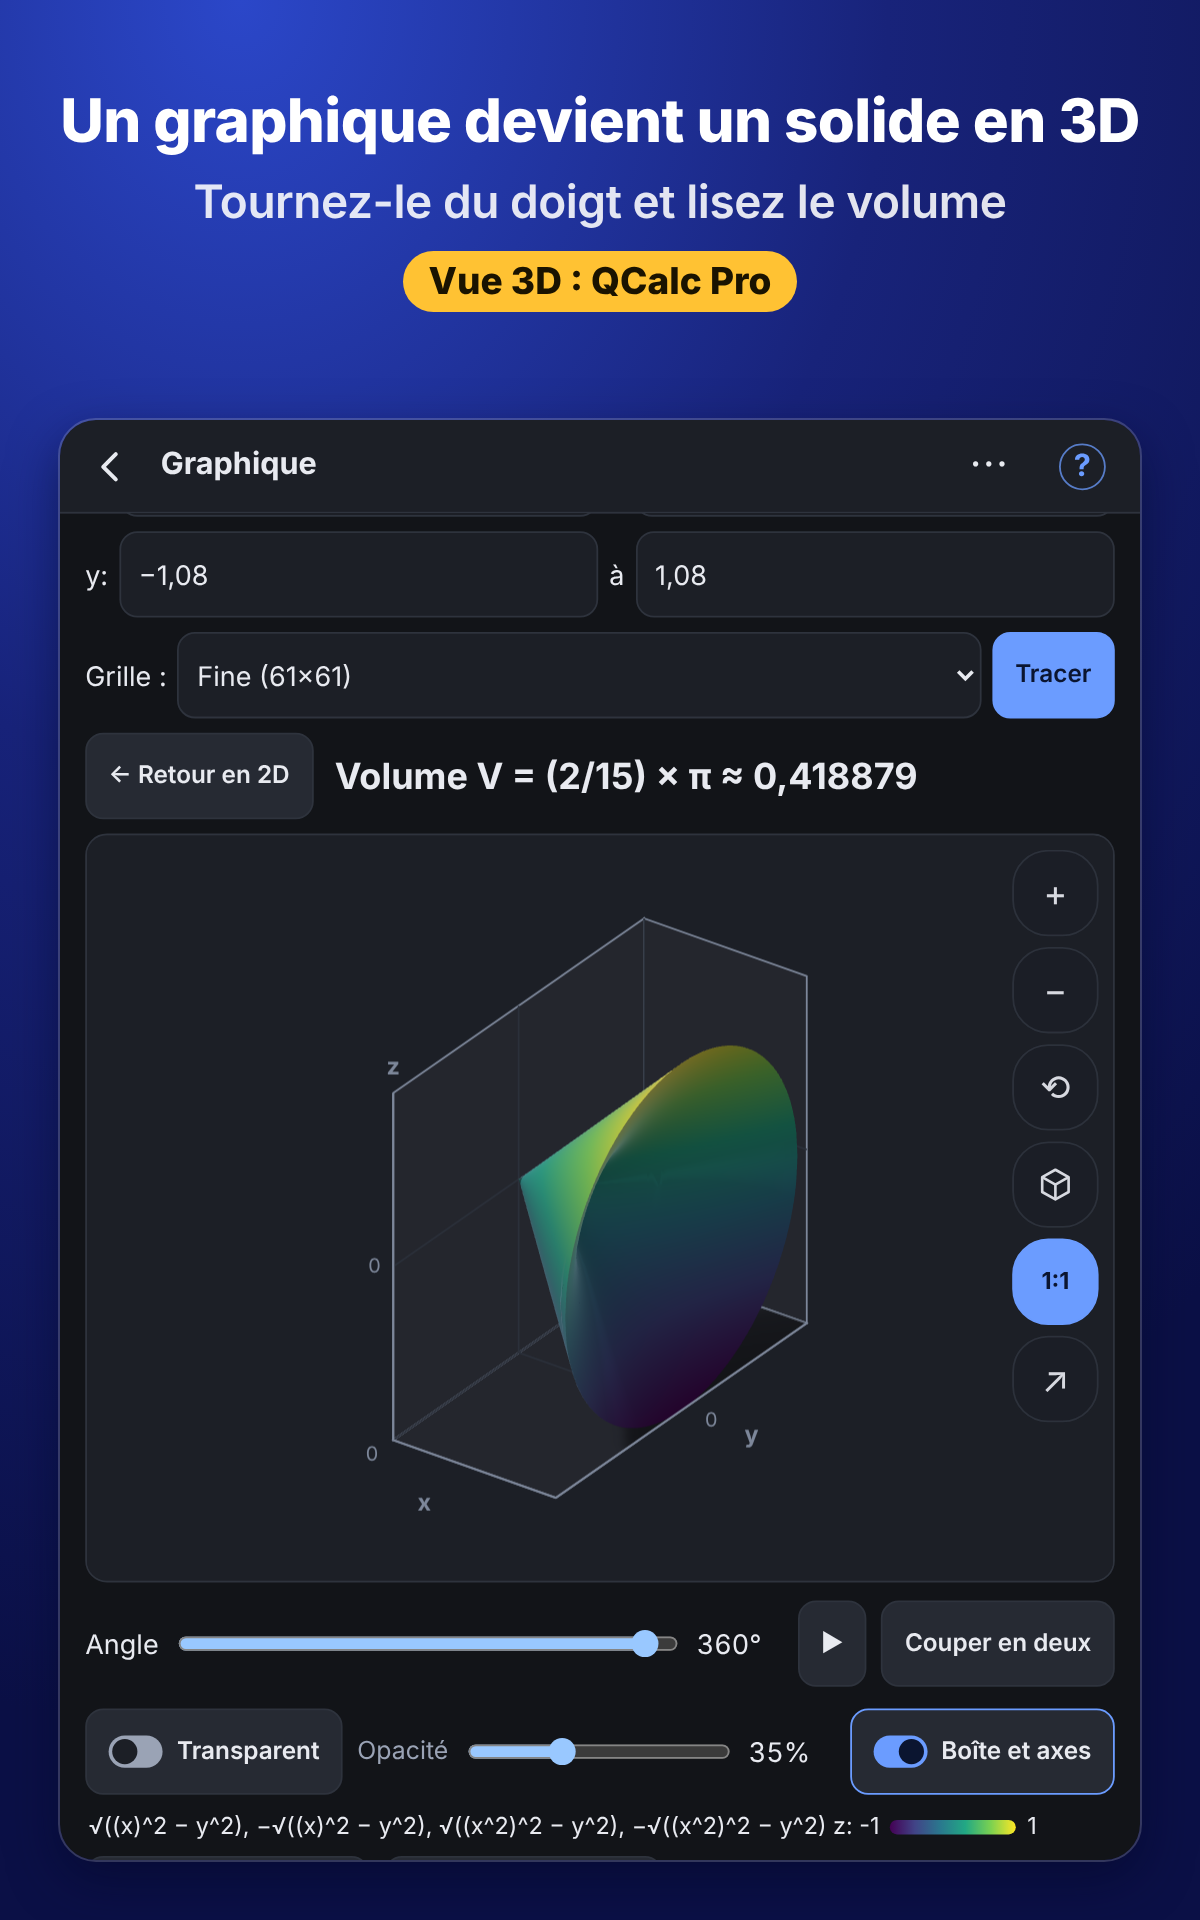 Un graphique devient un solide en 3D
Tournez-le du doigt et lisez le volume
Vue 3D : QCalc Pro
Graphique
?
y: −1,08 à 1,08
Grille : Fine (61×61) Tracer
← Retour en 2D Volume V = (2/15) × π ≈ 0,418879
+
−
z
0
1:1
0 y
0
x
Angle 360° Couper en deux
Transparent Opacité 35% Boîte et axes
√((x)^2 − y^2), −√((x)^2 − y^2), √((x^2)^2 − y^2), −√((x^2)^2 − y^2) z: -1 1